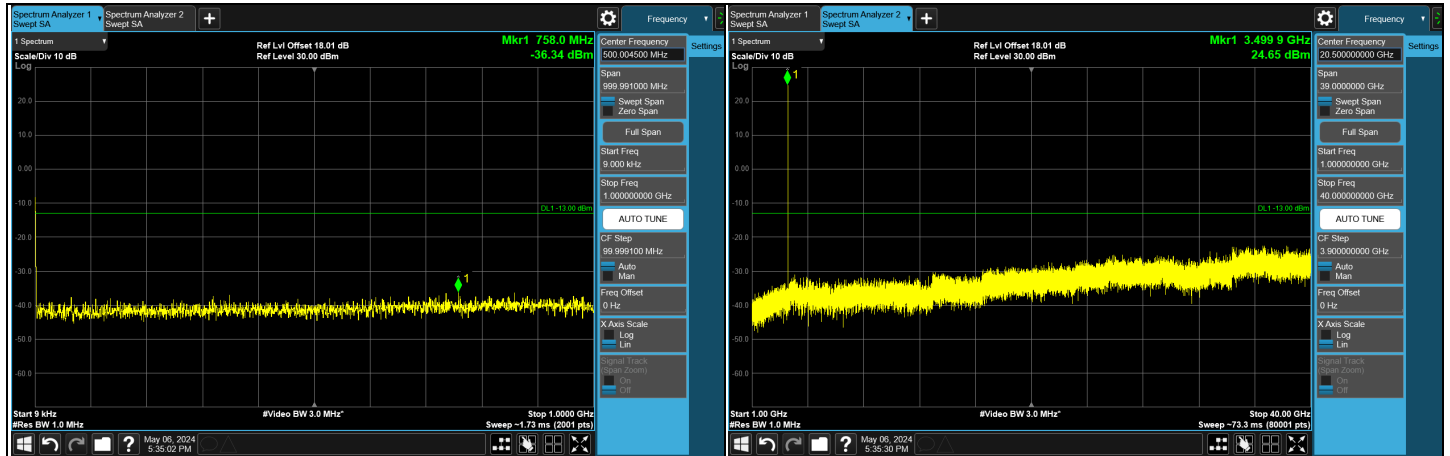 Spectrum Analyzer 1
Swept SA
Spectrum Analyzer 2
Swept SA
Frequency
1 Spectrum
Scale/Div 10 dB
Log
Ref Lvl Offset 18.01 dB
Ref Level 30.00 dBm
Mkr1 758.0 MHz
-36.34 dBm
20.0
10.0
0.00
-10.0
-20.0
-30.0
-40.0
-50.0
-60.0
DL1 -13.00 dBm
1
Start 9 kHz
#Res BW 1.0 MHz
#Video BW 3.0 MHz*
Stop 1.0000 GHz
Sweep ~1.73 ms (2001 pts)
Center Frequency
500.004500 MHz
Settings
Span
999.991000 MHz
Swept Span
Zero Span
Full Span
Start Freq
9.000 kHz
Stop Freq
1.000000000 GHz
AUTO TUNE
CF Step
99.999100 MHz
Auto
Man
Freq Offset
0 Hz
X Axis Scale
Log
Lin
Signal Track
(Span Zoom)
On
Off
May 06, 2024
5:35:02 PM
Spectrum Analyzer 1
Swept SA
Spectrum Analyzer 2
Swept SA
Frequency
1 Spectrum
Scale/Div 10 dB
Log
Ref Lvl Offset 18.01 dB
Ref Level 30.00 dBm
Mkr1 3.499 9 GHz
24.65 dBm
1
20.0
10.0
0.00
-10.0
-20.0
-30.0
-40.0
-50.0
-60.0
DL1 -13.00 dBm
Start 1.00 GHz
#Res BW 1.0 MHz
#Video BW 3.0 MHz*
Stop 40.00 GHz
Sweep ~73.3 ms (80001 pts)
Center Frequency
20.500000000 GHz
Settings
Span
39.0000000 GHz
Swept Span
Zero Span
Full Span
Start Freq
1.000000000 GHz
Stop Freq
40.000000000 GHz
AUTO TUNE
CF Step
3.900000000 GHz
Auto
Man
Freq Offset
0 Hz
X Axis Scale
Log
Lin
Signal Track
(Span Zoom)
On
Off
May 06, 2024
5:35:30 PM